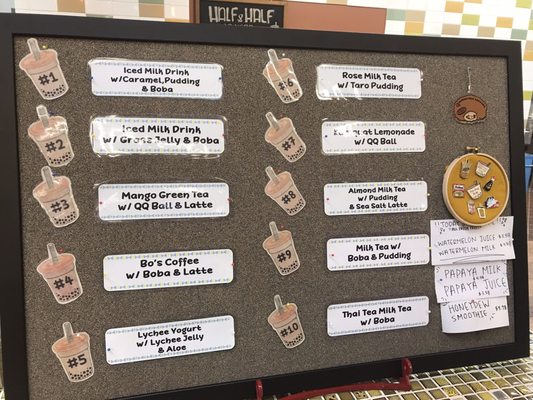 HALF & HALF
#1
Iced Milk Drink
w/Caramel,Pudding
& Boba
#2
Iced Milk Drink
w/ Grass Jelly & Boba
#3
Mango Green Tea
w/ QQ Ball & Latte
#4
Bo's Coffee
w/ Boba & Latte
#5
Lychee Yogurt
w/ Lychee Jelly
& Aloe
#6
Rose Milk Tea
w/ Taro Pudding
#7
Kumquat Lemonade
w/ QQ Ball
#8
Almond Milk Tea
w/ Pudding
& Sea Salt Latte
#9
Milk Tea w/
Boba & Pudding
#10
Thai Tea Milk Tea
w/ Boba
WATERMELON JUICE
WATERMELON MILK
PAPAYA MILK
PAPAYA JUICE
HONEYDEW
SMOOTHIE